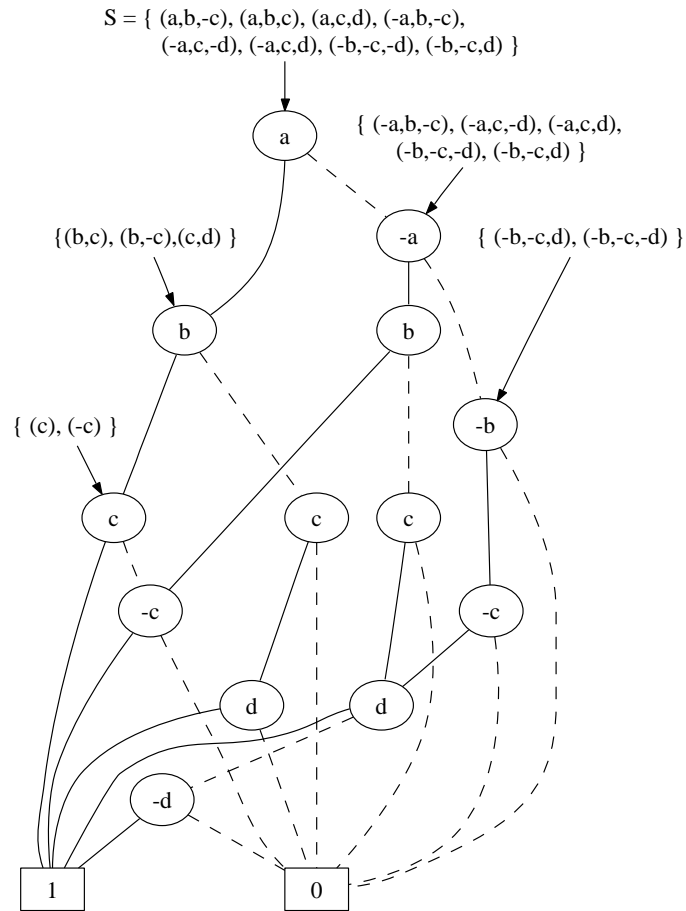 S = { (a,b,-c), (a,b,c), (a,c,d), (-a,b,-c),
(-a,c,-d), (-a,c,d), (-b,-c,-d), (-b,-c,d) }
a
{ (-a,b,-c), (-a,c,-d), (-a,c,d),
(-b,-c,-d), (-b,-c,d) }
{(b,c), (b,-c),(c,d) }
-a
{ (-b,-c,d), (-b,-c,-d) }
b
b
{ (c), (-c) }
-b
c
c
c
-c
-c
d
d
-d
1
0